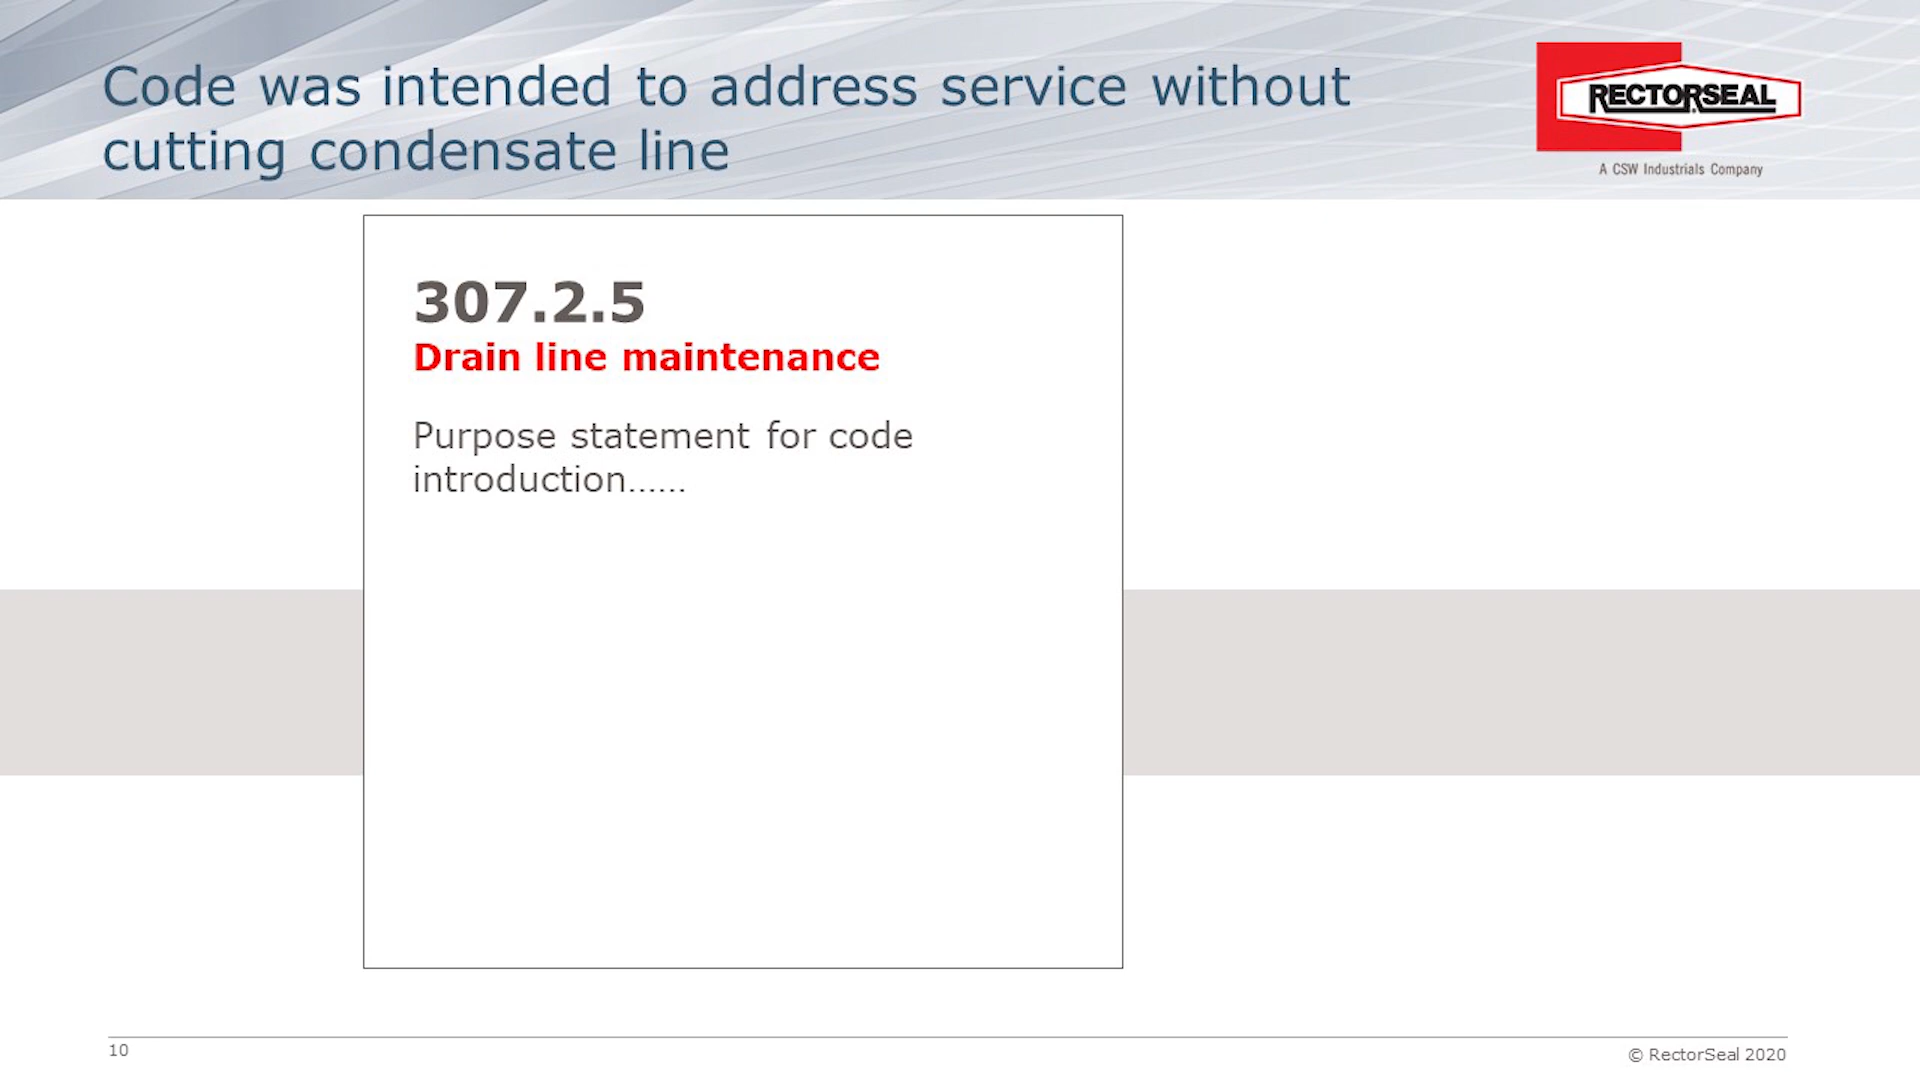 Code was intended to address service without
cutting condensate line
RECTORSEAL
A CSW Industrials Company
307.2.5
Drain line maintenance
Purpose statement for code
introduction......
10
© RectorSeal 2020